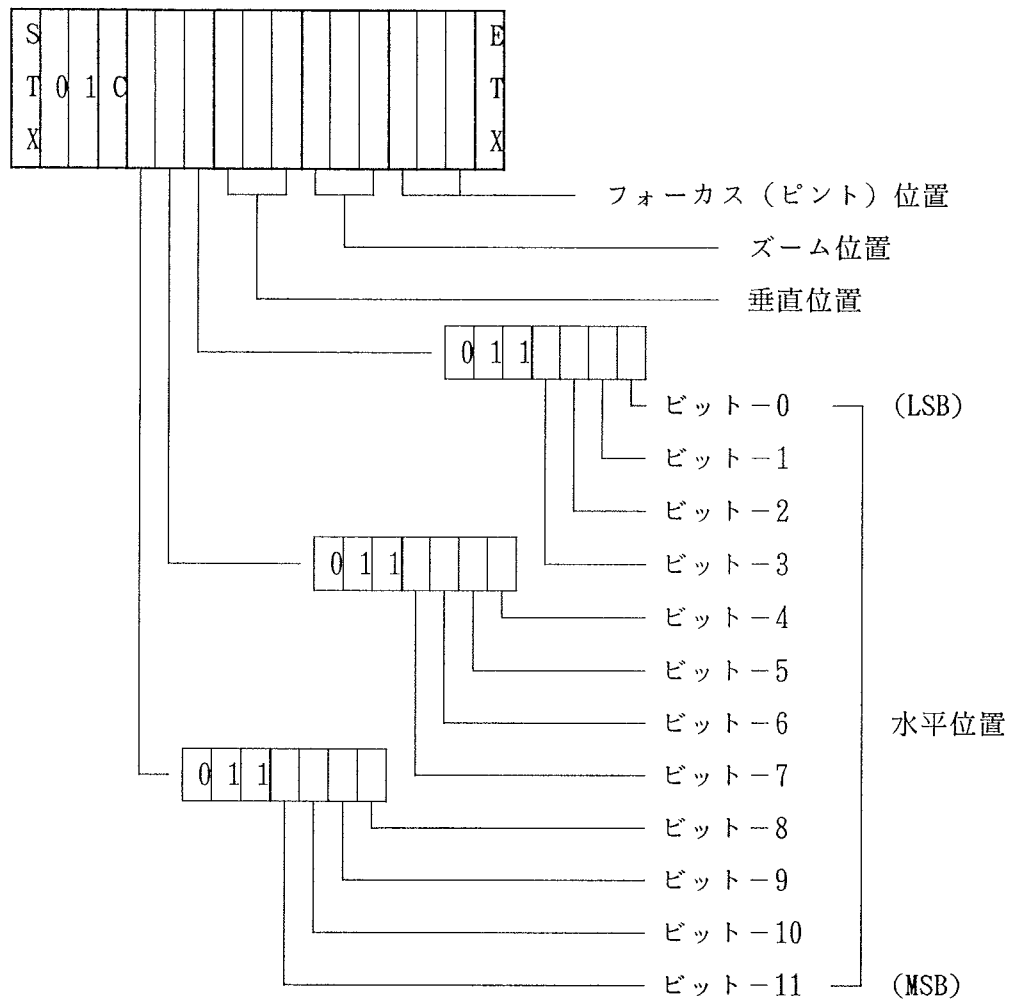 STX 0 1 C ETX
フォーカス（ピント）位置
ズーム位置
垂直位置
0 1 1
ビット－0 (LSB)
ビット－1
ビット－2
ビット－3
0 1 1
ビット－4
ビット－5
ビット－6 水平位置
ビット－7
0 1 1
ビット－8
ビット－9
ビット－10
ビット－11 (MSB)